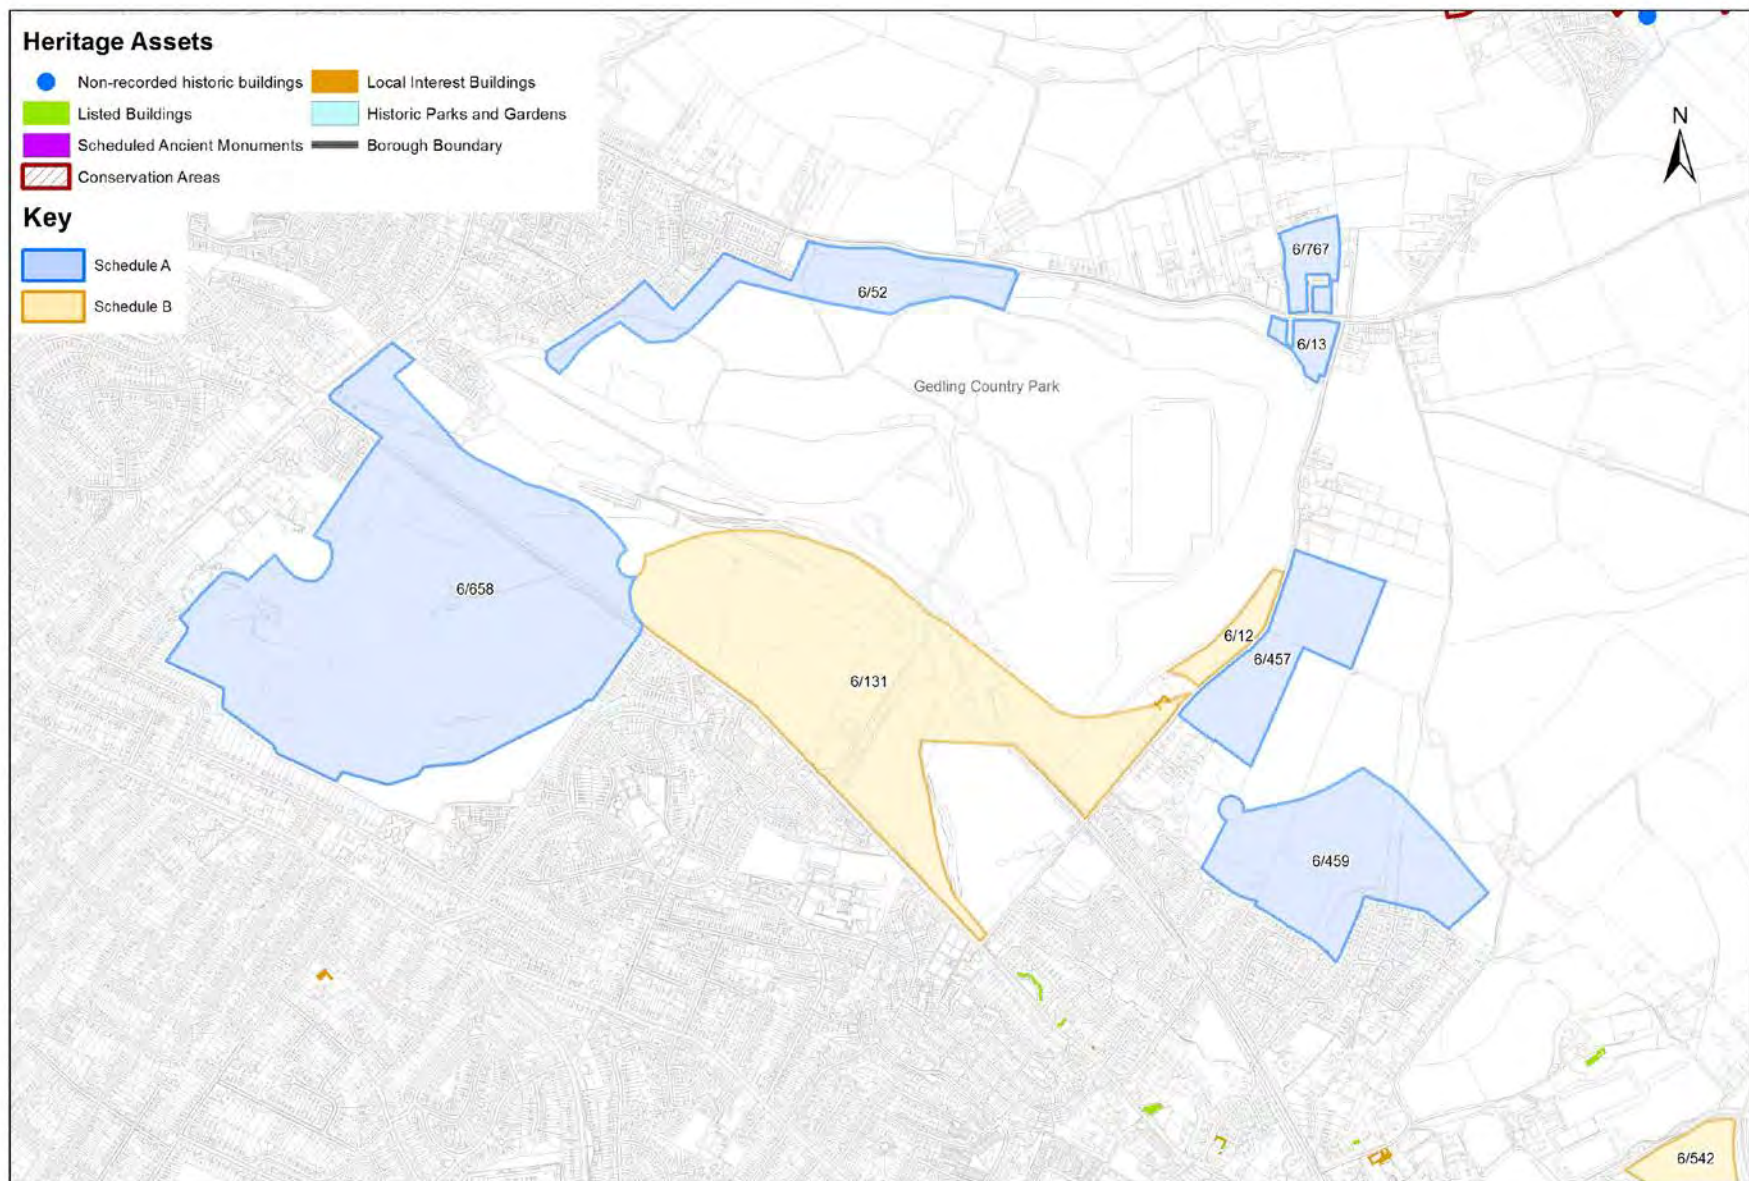 Heritage Assets
Non-recorded historic buildings
Local Interest Buildings
Listed Buildings
Historic Parks and Gardens
Scheduled Ancient Monuments
Borough Boundary
Conservation Areas
N
Key
Schedule A
Schedule B
6/767
6/52
6/13
Gedling Country Park
6/658
6/12
6/457
6/131
6/459
6/542